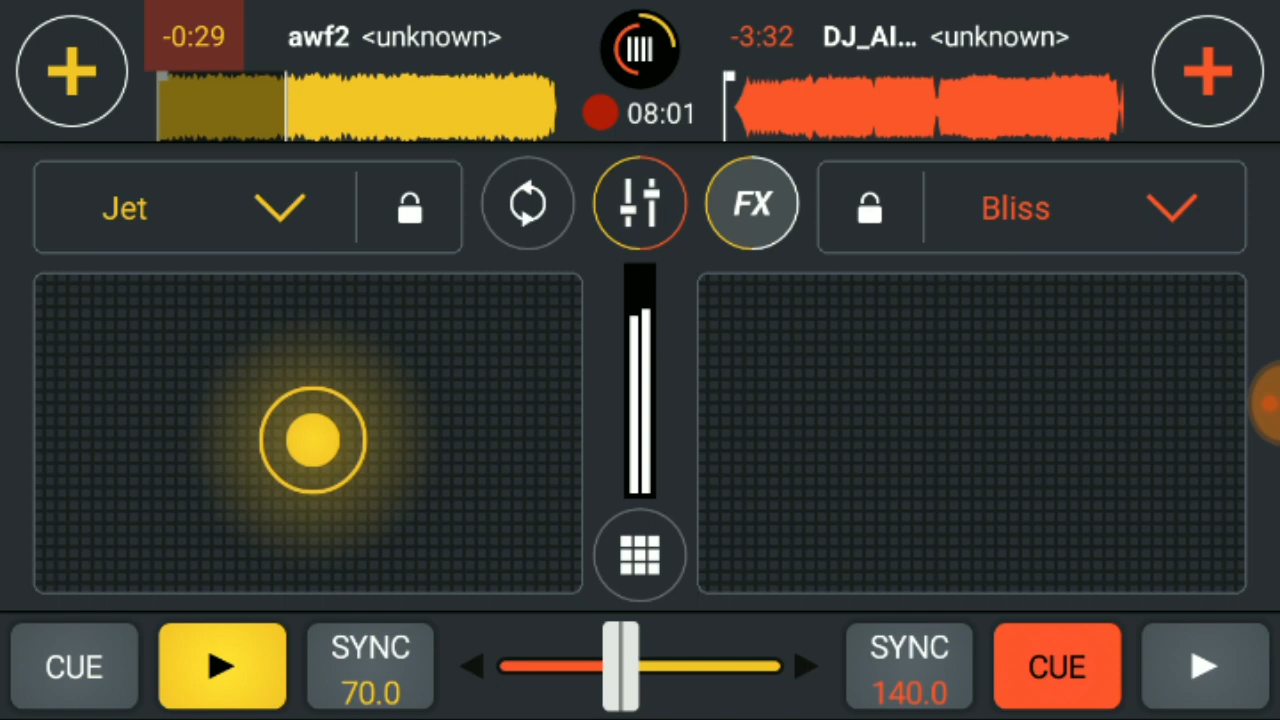 -0:29 awf2 <unknown> -3:32 DJ_AI... <unknown>
08:01
Jet FX Bliss
CUE SYNC 70.0 SYNC 140.0 CUE